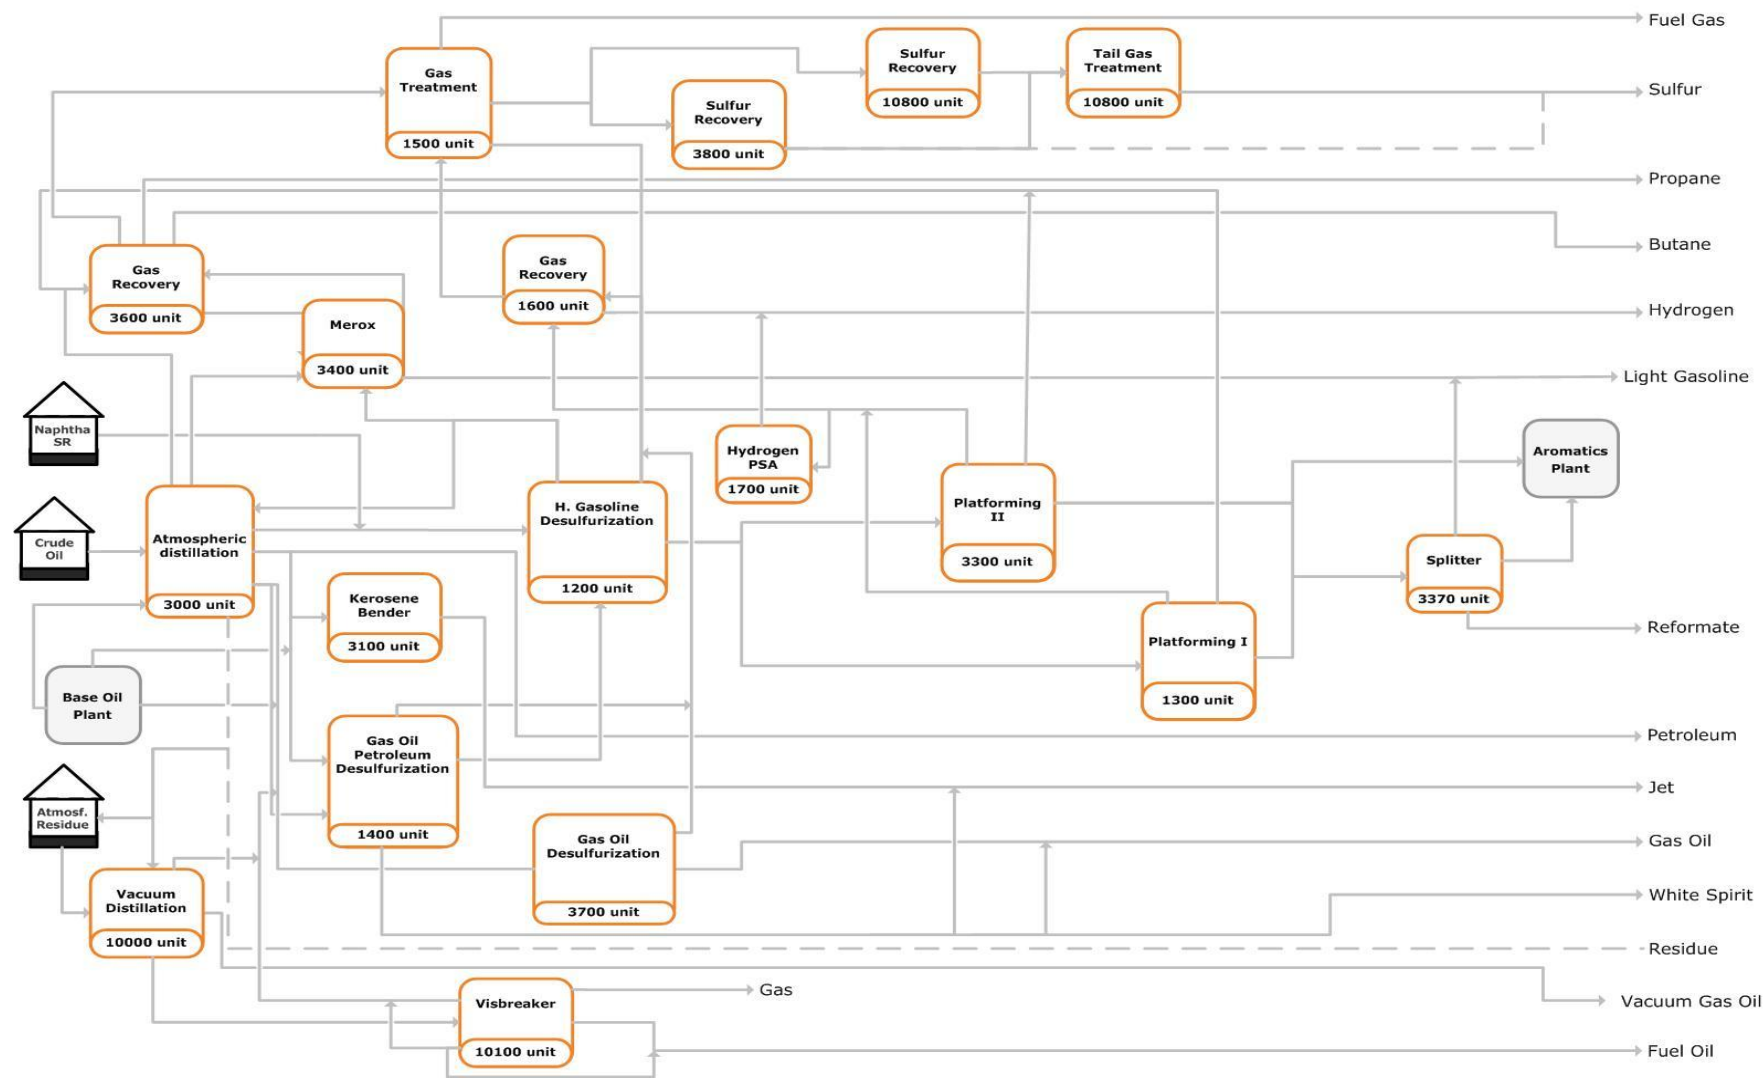 Fuel Gas
Gas
Treatment
1500 unit
Sulfur
Recovery
10800 unit
Tail Gas
Treatment
10800 unit
Sulfur
Sulfur
Recovery
3800 unit
Propane
Butane
Gas
Recovery
3600 unit
Gas
Recovery
1600 unit
Hydrogen
Merox
3400 unit
Light Gasoline
Naphtha
SR
Hydrogen
PSA
1700 unit
Aromatics
Plant
Crude
Oil
Atmospheric
distillation
3000 unit
H. Gasoline
Desulfurization
1200 unit
Platforming
II
3300 unit
Splitter
3370 unit
Kerosene
Bender
3100 unit
Platforming I
1300 unit
Reformate
Base Oil
Plant
Gas Oil
Petroleum
Desulfurization
1400 unit
Petroleum
Jet
Atmosf.
Residue
Gas Oil
Desulfurization
3700 unit
Gas Oil
Vacuum
Distillation
10000 unit
White Spirit
Residue
Visbreaker
10100 unit
Gas
Vacuum Gas Oil
Fuel Oil